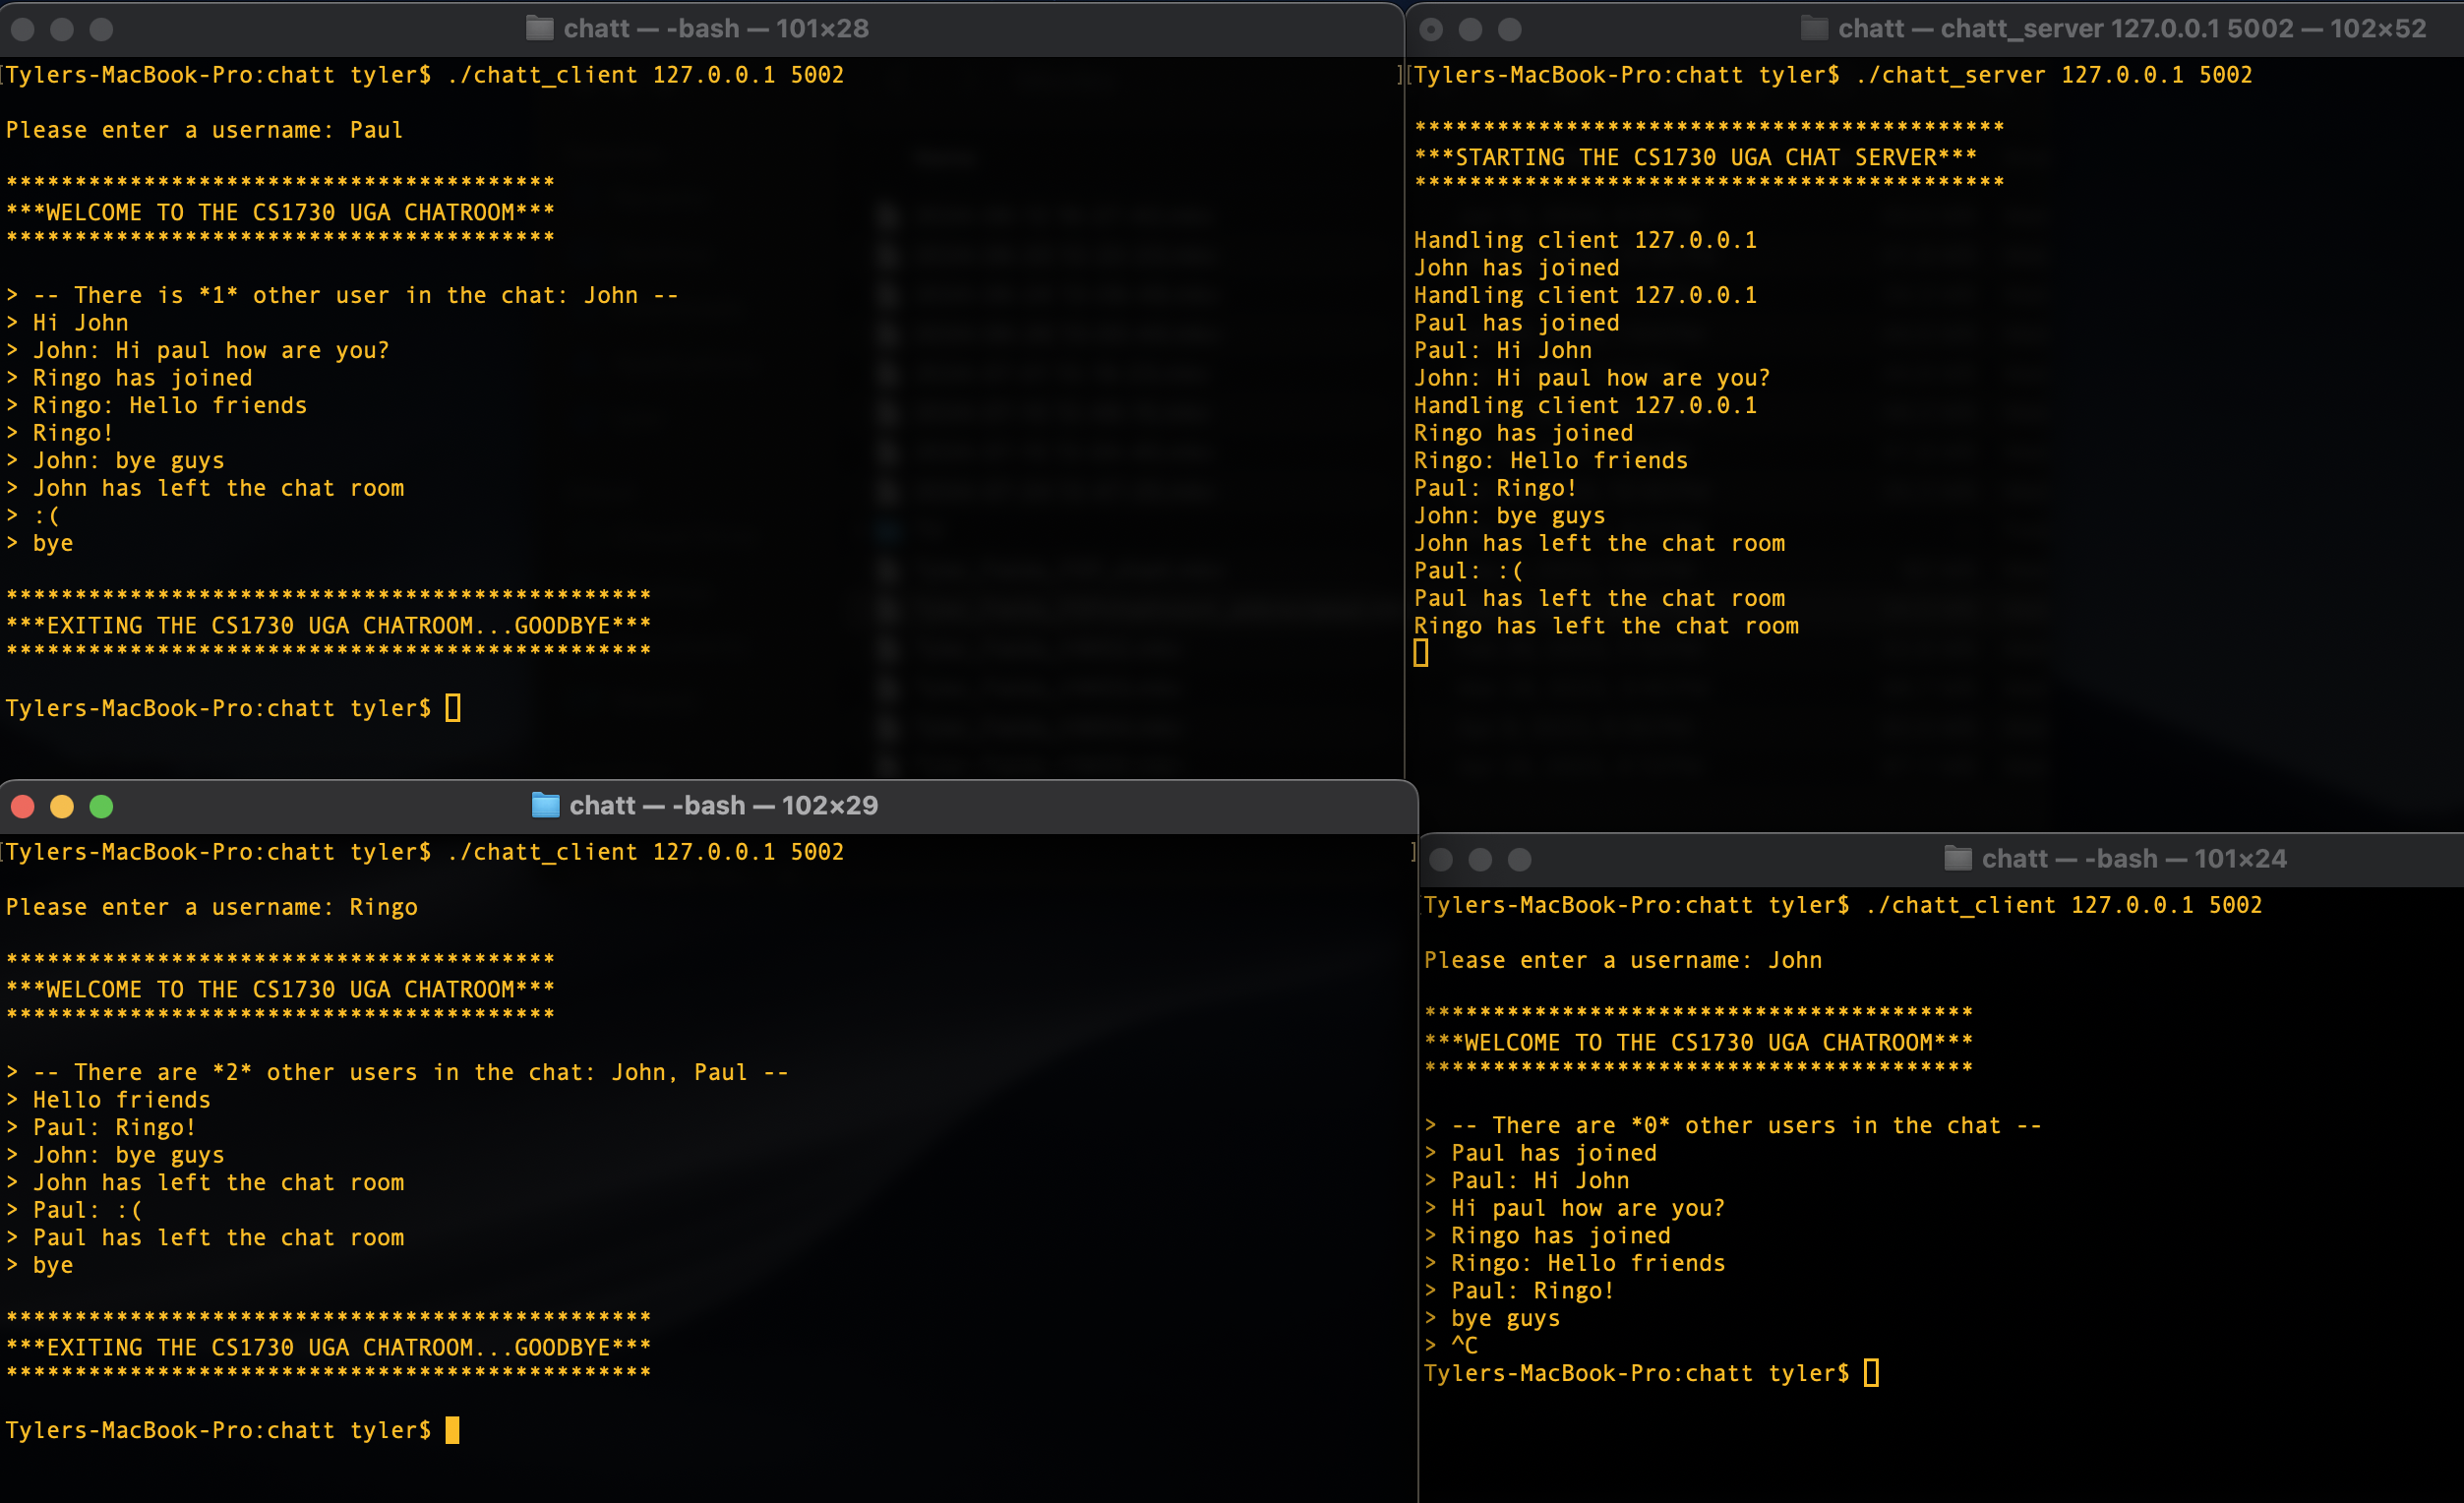 chatt — -bash — 101×28
Tylers-MacBook-Pro:chatt tyler$ ./chatt_client 127.0.0.1 5002
Please enter a username: Paul
****************************************
***WELCOME TO THE CS1730 UGA CHATROOM***
****************************************
> -- There is *1* other user in the chat: John --
> Hi John
> John: Hi paul how are you?
> Ringo has joined
> Ringo: Hello friends
> Ringo!
> John: bye guys
> John has left the chat room
> :(
> bye
***********************************************
***EXITING THE CS1730 UGA CHATROOM...GOODBYE***
***********************************************
Tylers-MacBook-Pro:chatt tyler$
chatt — chatt_server 127.0.0.1 5002 — 102×52
Tylers-MacBook-Pro:chatt tyler$ ./chatt_server 127.0.0.1 5002
*******************************************
***STARTING THE CS1730 UGA CHAT SERVER***
*******************************************
Handling client 127.0.0.1
John has joined
Handling client 127.0.0.1
Paul has joined
Paul: Hi John
John: Hi paul how are you?
Handling client 127.0.0.1
Ringo has joined
Ringo: Hello friends
Paul: Ringo!
John: bye guys
John has left the chat room
Paul: :(
Paul has left the chat room
Ringo has left the chat room
chatt — -bash — 102×29
Tylers-MacBook-Pro:chatt tyler$ ./chatt_client 127.0.0.1 5002
Please enter a username: Ringo
****************************************
***WELCOME TO THE CS1730 UGA CHATROOM***
****************************************
> -- There are *2* other users in the chat: John, Paul --
> Hello friends
> Paul: Ringo!
> John: bye guys
> John has left the chat room
> Paul: :(
> Paul has left the chat room
> bye
***********************************************
***EXITING THE CS1730 UGA CHATROOM...GOODBYE***
***********************************************
Tylers-MacBook-Pro:chatt tyler$
chatt — -bash — 101×24
Tylers-MacBook-Pro:chatt tyler$ ./chatt_client 127.0.0.1 5002
Please enter a username: John
****************************************
***WELCOME TO THE CS1730 UGA CHATROOM***
****************************************
> -- There are *0* other users in the chat --
> Paul has joined
> Paul: Hi John
> Hi paul how are you?
> Ringo has joined
> Ringo: Hello friends
> Paul: Ringo!
> bye guys
> ^C
Tylers-MacBook-Pro:chatt tyler$